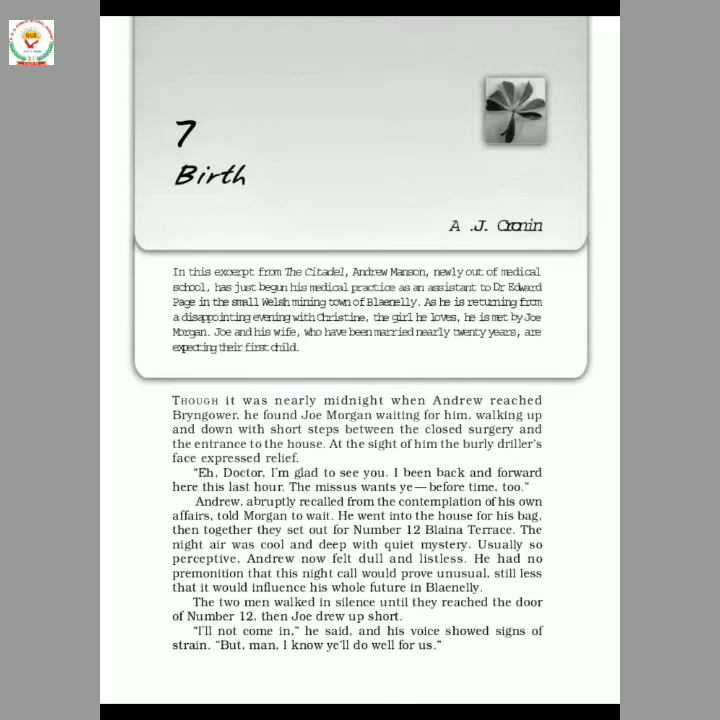 7
Birth
A .J. Cronin
In this excerpt from The Citadel, Andrew Manson, newly out of medical
school, has just begun his medical practice as an assistant to Dr Edward
Page in the small Welsh mining town of Blaenelly. As he is returning from
a disappointing evening with Christine, the girl he loves, he is met by Joe
Morgan. Joe and his wife, who have been married nearly twenty years, are
expecting their first child.
THOUGH it was nearly midnight when Andrew reached
Bryngower, he found Joe Morgan waiting for him, walking up
and down with short steps between the closed surgery and
the entrance to the house. At the sight of him the burly driller's
face expressed relief.
“Eh, Doctor, I'm glad to see you. I been back and forward
here this last hour. The missus wants ye — before time, too.”
Andrew, abruptly recalled from the contemplation of his own
affairs, told Morgan to wait. He went into the house for his bag,
then together they set out for Number 12 Blaina Terrace. The
night air was cool and deep with quiet mystery. Usually so
perceptive, Andrew now felt dull and listless. He had no
premonition that this night call would prove unusual, still less
that it would influence his whole future in Blaenelly.
The two men walked in silence until they reached the door
of Number 12, then Joe drew up short.
“I'll not come in,” he said, and his voice showed signs of
strain. “But, man, I know ye'll do well for us.”